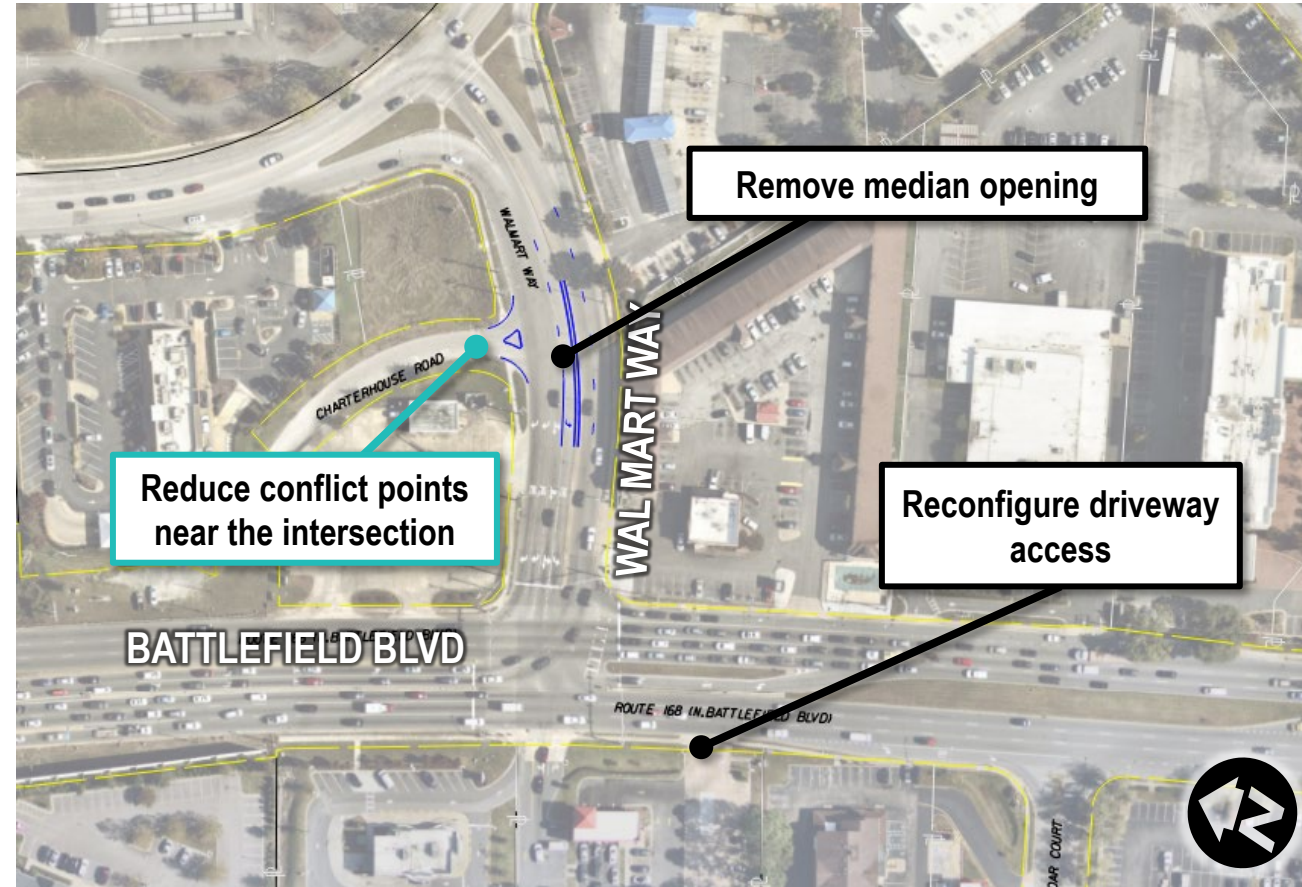 Remove median opening
WALMART WAY
WAL MART WAY
CHARTERHOUSE ROAD
Reduce conflict points
near the intersection
Reconfigure driveway
access
BATTLEFIELD BLVD
ROUTE 168 (N.BATTLEFIELD BLVD)
COURT
N